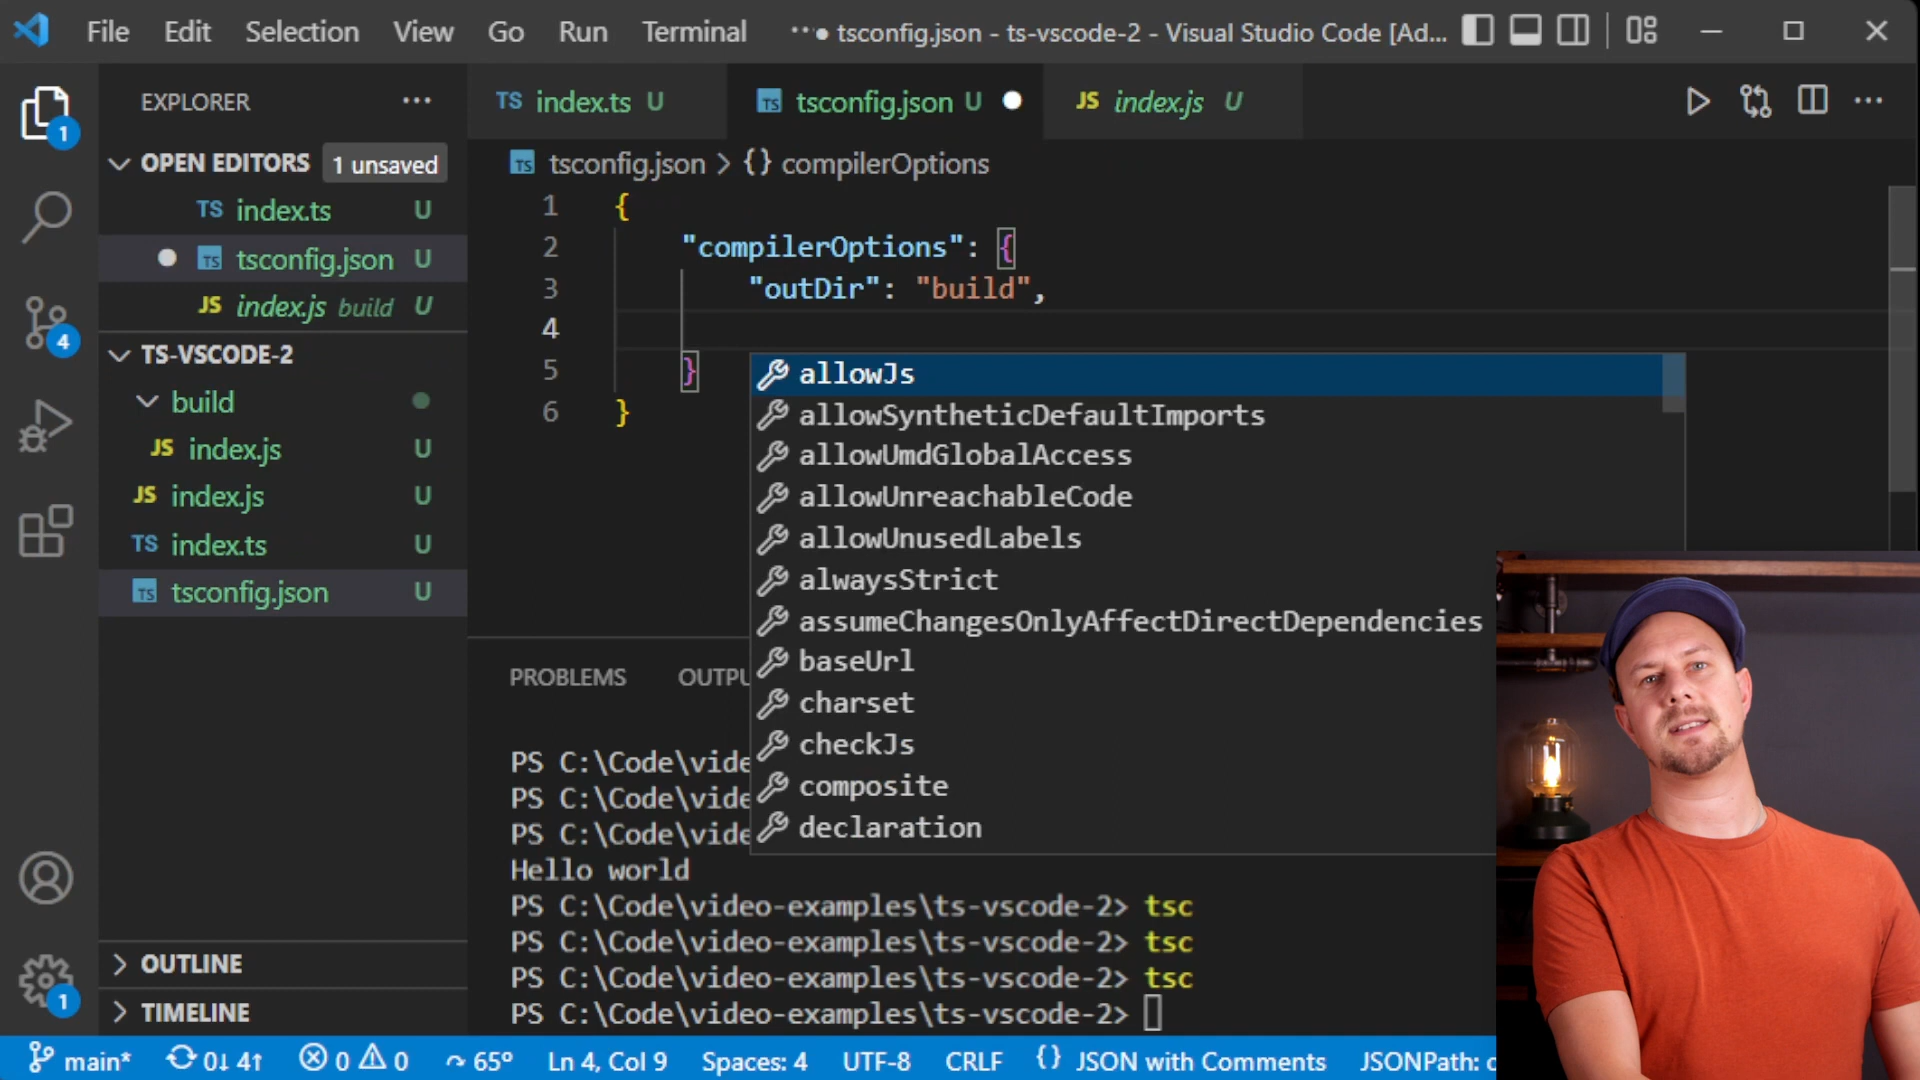 File Edit Selection View Go Run Terminal ··· ● tsconfig.json - ts-vscode-2 - Visual Studio Code [Ad...
EXPLORER ···
OPEN EDITORS 1 unsaved
TS index.ts U
TS tsconfig.json U
JS index.js build U
TS-VSCODE-2
build
JS index.js U
JS index.js U
TS index.ts U
TS tsconfig.json U
OUTLINE
TIMELINE
1
4
1
TS index.ts U
TS tsconfig.json U
JS index.js U
TS tsconfig.json > {} compilerOptions
1 {
2 "compilerOptions": {
3 "outDir": "build",
4
5 }
6 }
allowJs
allowSyntheticDefaultImports
allowUmdGlobalAccess
allowUnreachableCode
allowUnusedLabels
alwaysStrict
assumeChangesOnlyAffectDirectDependencies
baseUrl
charset
checkJs
composite
declaration
PROBLEMS OUTPU
PS C:\Code\vide
PS C:\Code\vide
PS C:\Code\vide
Hello world
PS C:\Code\video-examples\ts-vscode-2> tsc
PS C:\Code\video-examples\ts-vscode-2> tsc
PS C:\Code\video-examples\ts-vscode-2> tsc
PS C:\Code\video-examples\ts-vscode-2>
main* 0↓ 4↑ 0 0 65° Ln 4, Col 9 Spaces: 4 UTF-8 CRLF {} JSON with Comments JSONPath: c